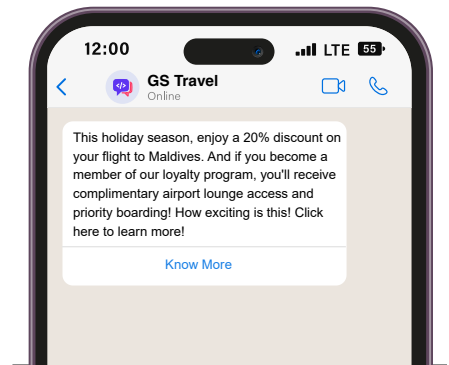 12:00 LTE 55
GS Travel
Online
This holiday season, enjoy a 20% discount on
your flight to Maldives. And if you become a
member of our loyalty program, you'll receive
complimentary airport lounge access and
priority boarding! How exciting is this! Click
here to learn more!
Know More